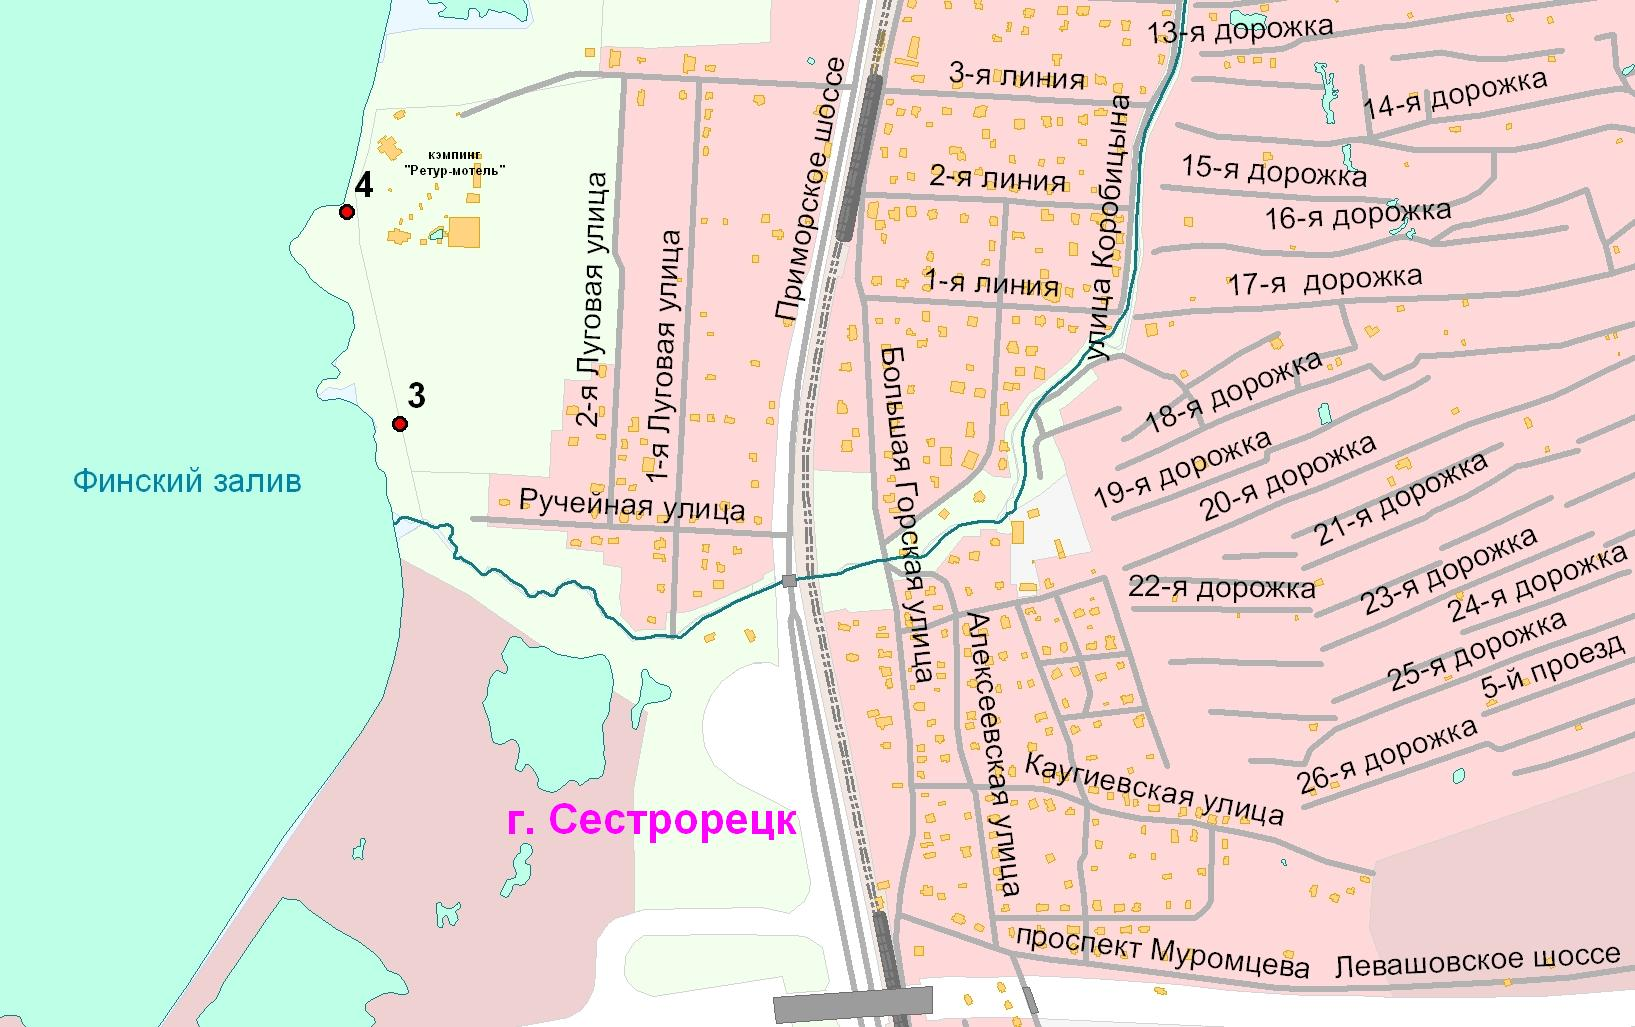 13-я дорожка
3-я линия
14-я дорожка
Приморское шоссе
улица Коробицына
кэмпинг
"Ретур-мотель"
4
2-я линия
15-я дорожка
2-я Луговая улица
16-я дорожка
1-я Луговая улица
1-я линия
17-я дорожка
3
Большая Горская улица
18-я дорожка
Финский залив
19-я дорожка
20-я дорожка
21-я дорожка
Ручейная улица
22-я дорожка
23-я дорожка
24-я дорожка
Алексеевская улица
25-я дорожка
5-й проезд
26-я дорожка
Каугиевская улица
г. Сестрорецк
проспект Муромцева
Левашовское шоссе